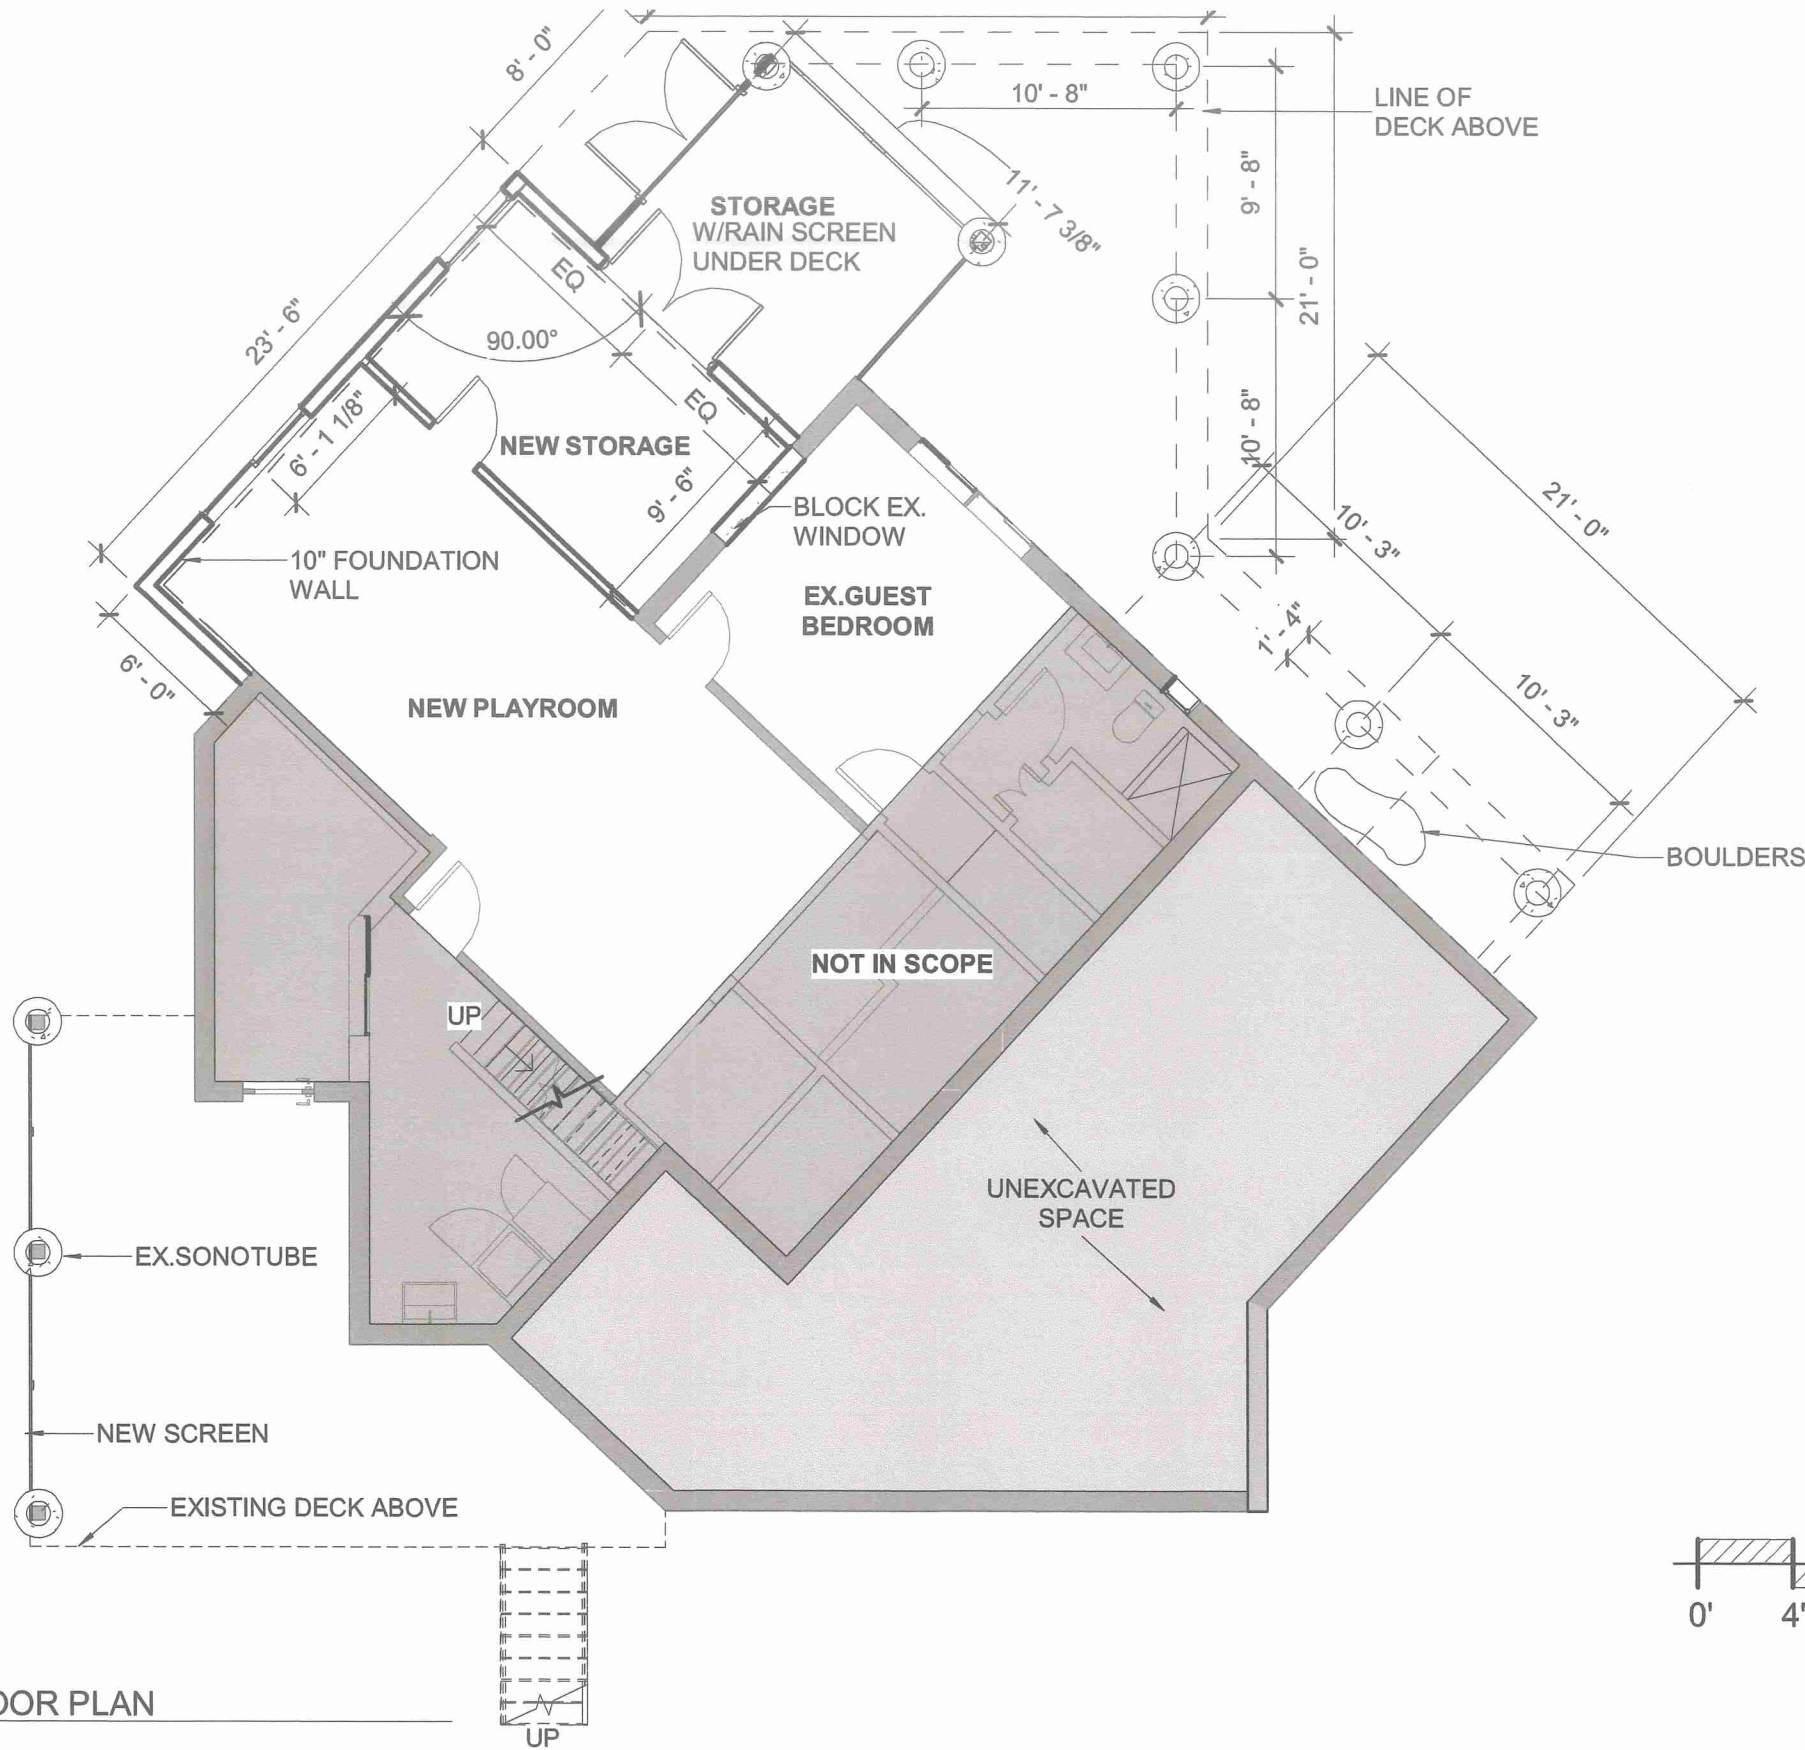 8' - 0"
10' - 8"
LINE OF
DECK ABOVE
9' - 8"
11' - 7 3/8"
STORAGE
W/RAIN SCREEN
UNDER DECK
21' - 0"
EQ
23' - 6"
90.00°
EQ
10' - 8"
6' - 1 1/8"
NEW STORAGE
9' - 6"
BLOCK EX.
WINDOW
21' - 0"
10' - 3"
10" FOUNDATION
WALL
EX.GUEST
BEDROOM
1' - 4"
6' - 0"
NEW PLAYROOM
10' - 3"
BOULDERS
NOT IN SCOPE
UP
UNEXCAVATED
SPACE
EX.SONOTUBE
NEW SCREEN
EXISTING DECK ABOVE
0' 4'
OOR PLAN
UP